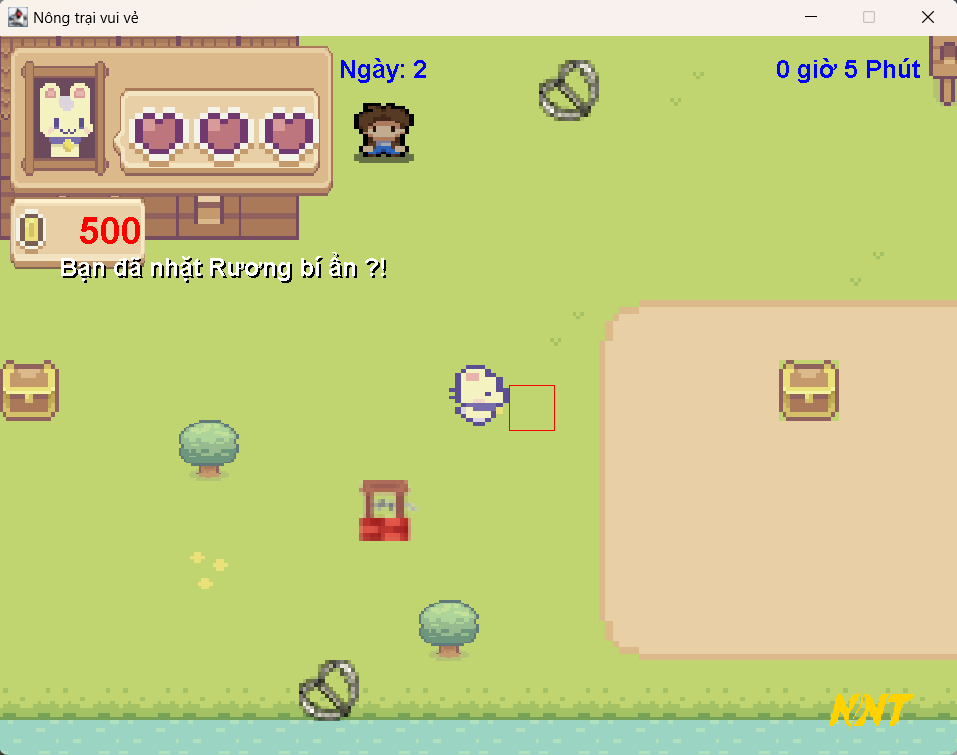 Nông trại vui vẻ
Ngày: 2
0 giờ 5 Phút
500
Bạn đã nhặt Rương bí ẩn ?!
NNT